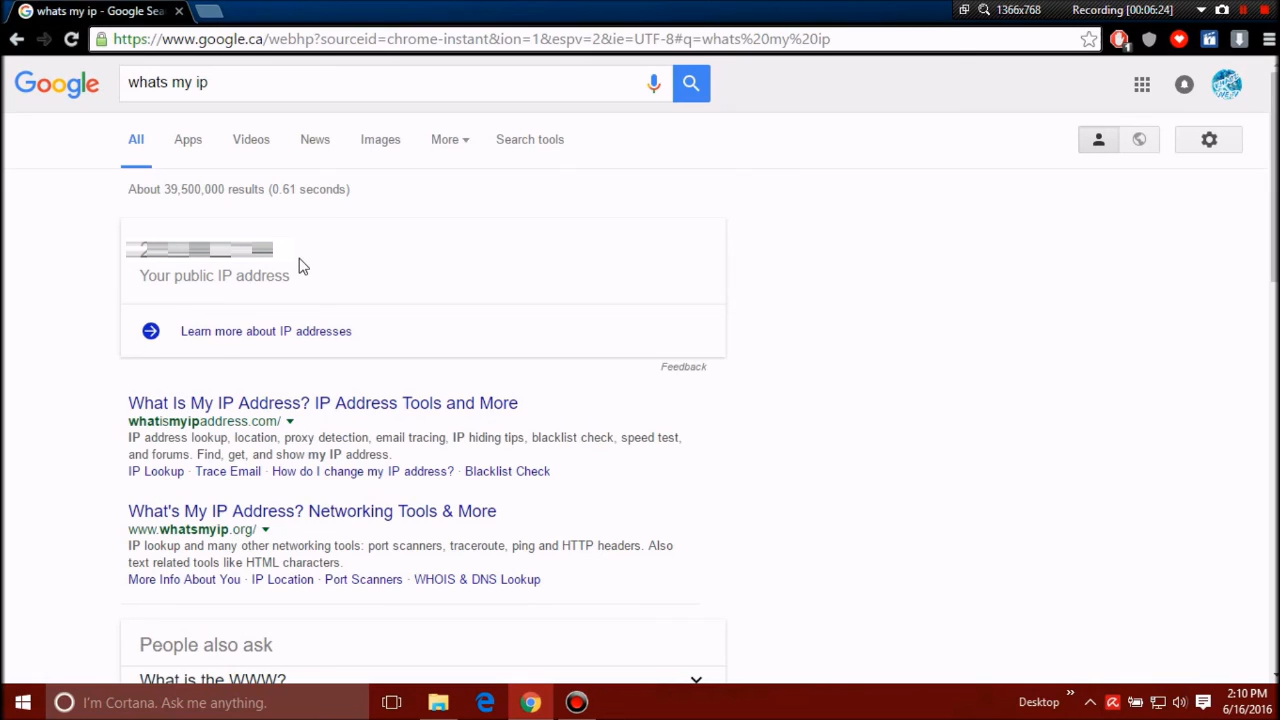 whats my ip - Google Sea
1366x768
Recording [00:06:24]
https://www.google.ca/webhp?sourceid=chrome-instant&ion=1&espv=2&ie=UTF-8#q=whats%20my%20ip
1
Google
whats my ip
All
Apps
Videos
News
Images
More
Search tools
About 39,500,000 results (0.61 seconds)
Your public IP address
Learn more about IP addresses
Feedback
What Is My IP Address? IP Address Tools and More
whatismyipaddress.com/
IP address lookup, location, proxy detection, email tracing, IP hiding tips, blacklist check, speed test,
and forums. Find, get, and show my IP address.
IP Lookup · Trace Email · How do I change my IP address? · Blacklist Check
What's My IP Address? Networking Tools & More
www.whatsmyip.org/
IP lookup and many other networking tools: port scanners, traceroute, ping and HTTP headers. Also
text related tools like HTML characters.
More Info About You · IP Location · Port Scanners · WHOIS & DNS Lookup
People also ask
What is the WWW?
I'm Cortana. Ask me anything.
Desktop
2:10 PM
6/16/2016